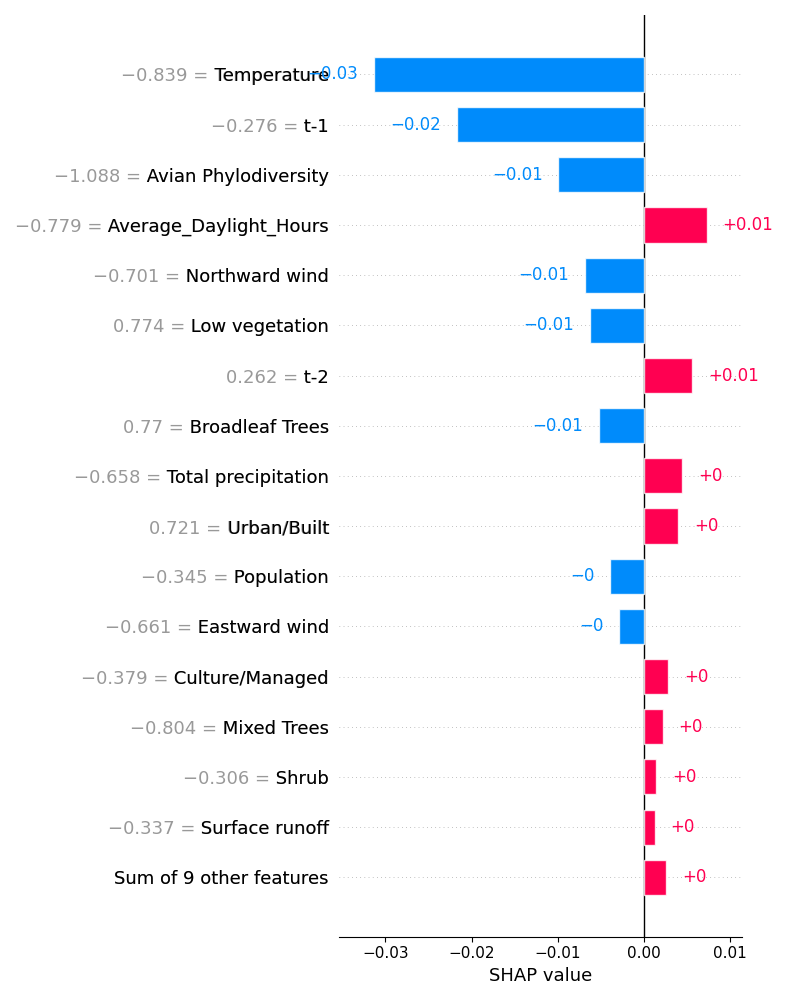 −0.839 = Temperature −0.03
−0.276 = t-1 −0.02
−1.088 = Avian Phylodiversity −0.01
−0.779 = Average_Daylight_Hours +0.01
−0.701 = Northward wind −0.01
0.774 = Low vegetation −0.01
0.262 = t-2 +0.01
0.77 = Broadleaf Trees −0.01
−0.658 = Total precipitation +0
0.721 = Urban/Built +0
−0.345 = Population −0
−0.661 = Eastward wind −0
−0.379 = Culture/Managed +0
−0.804 = Mixed Trees +0
−0.306 = Shrub +0
−0.337 = Surface runoff +0
Sum of 9 other features +0
−0.03 −0.02 −0.01 0.00 0.01
SHAP value